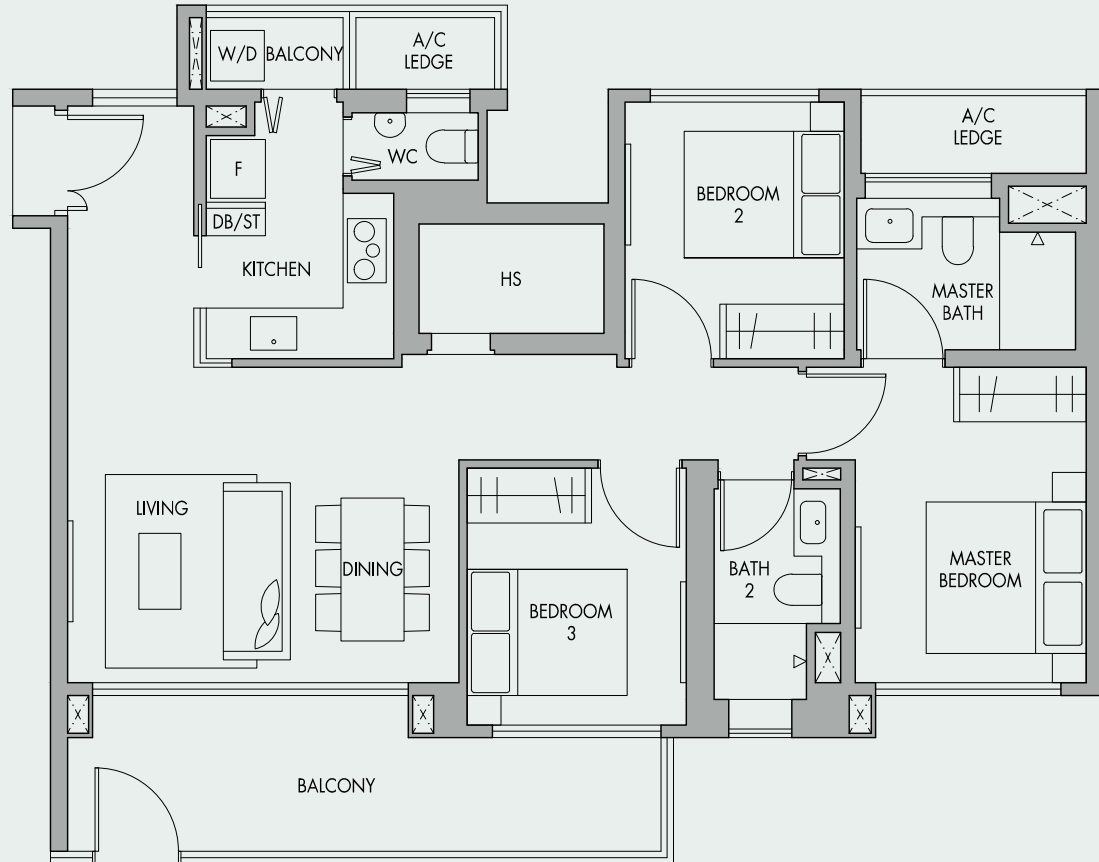 W/D
BALCONY
A/C
LEDGE
A/C
LEDGE
WC
F
DB/ST
KITCHEN
HS
BEDROOM
2
MASTER
BATH
LIVING
DINING
BEDROOM
3
BATH
2
MASTER
BEDROOM
X
X
X
X
BALCONY